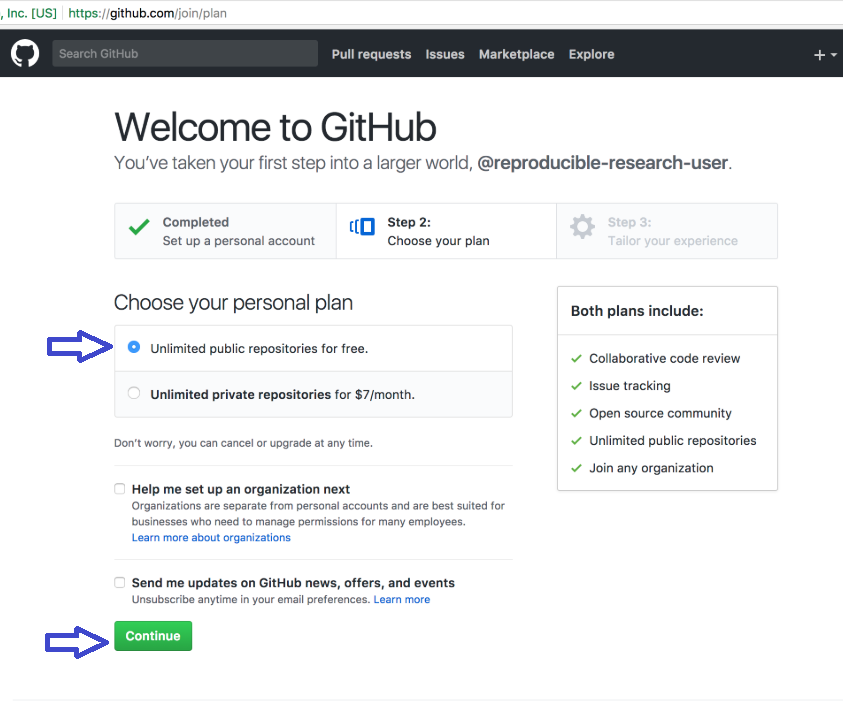 , Inc. [US] https://github.com/join/plan
Search GitHub Pull requests Issues Marketplace Explore
Welcome to GitHub
You’ve taken your first step into a larger world, @reproducible-research-user.
Completed
Set up a personal account
Step 2:
Choose your plan
Step 3:
Tailor your experience
Choose your personal plan
Unlimited public repositories for free.
Unlimited private repositories for $7/month.
Don’t worry, you can cancel or upgrade at any time.
Help me set up an organization next
Organizations are separate from personal accounts and are best suited for
businesses who need to manage permissions for many employees.
Learn more about organizations
Send me updates on GitHub news, offers, and events
Unsubscribe anytime in your email preferences. Learn more
Continue
Both plans include:
Collaborative code review
Issue tracking
Open source community
Unlimited public repositories
Join any organization